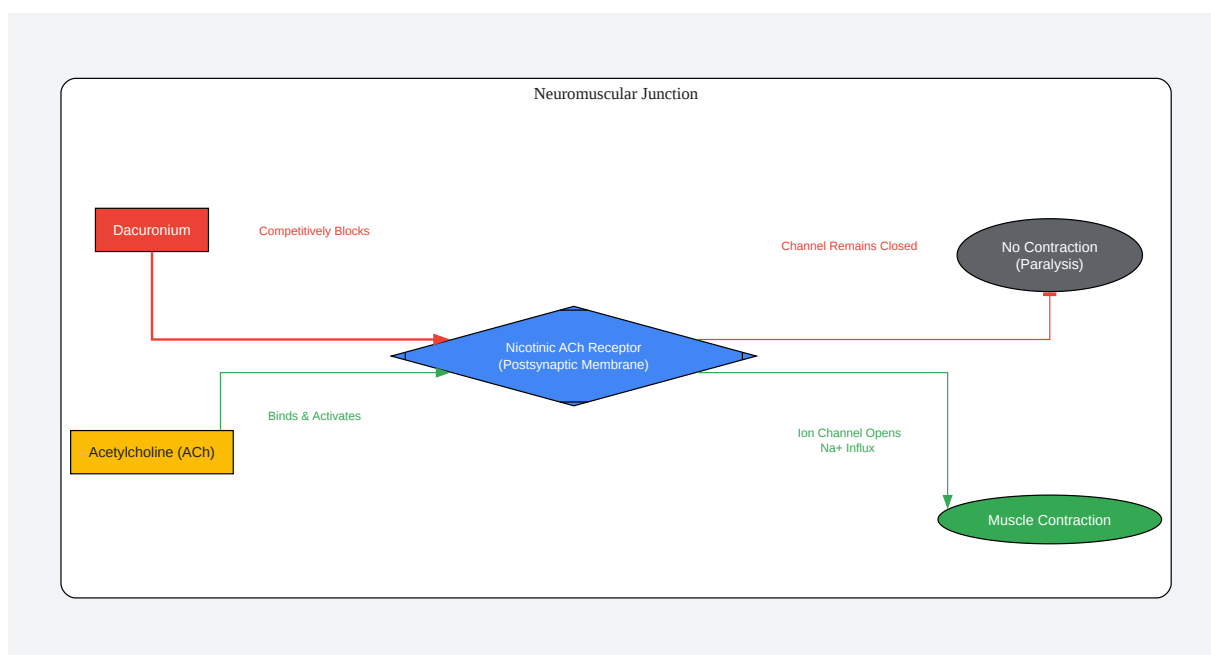 Neuromuscular Junction
Dacuronium
Competitively Blocks
Channel Remains Closed
No Contraction
(Paralysis)
Nicotinic ACh Receptor
(Postsynaptic Membrane)
Binds & Activates
Acetylcholine (ACh)
Ion Channel Opens
Na+ Influx
Muscle Contraction